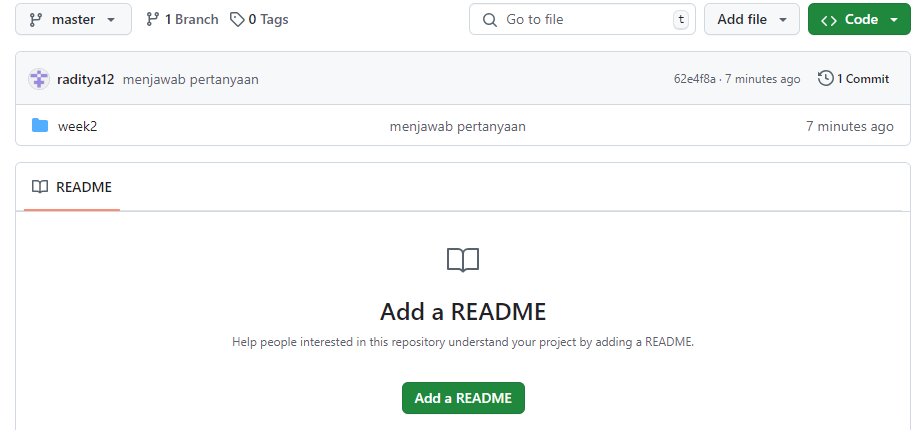 master 1 Branch 0 Tags Go to file t Add file Code
raditya12 menjawab pertanyaan 62e4f8a · 7 minutes ago 1 Commit
week2 menjawab pertanyaan 7 minutes ago
README
Add a README
Help people interested in this repository understand your project by adding a README.
Add a README